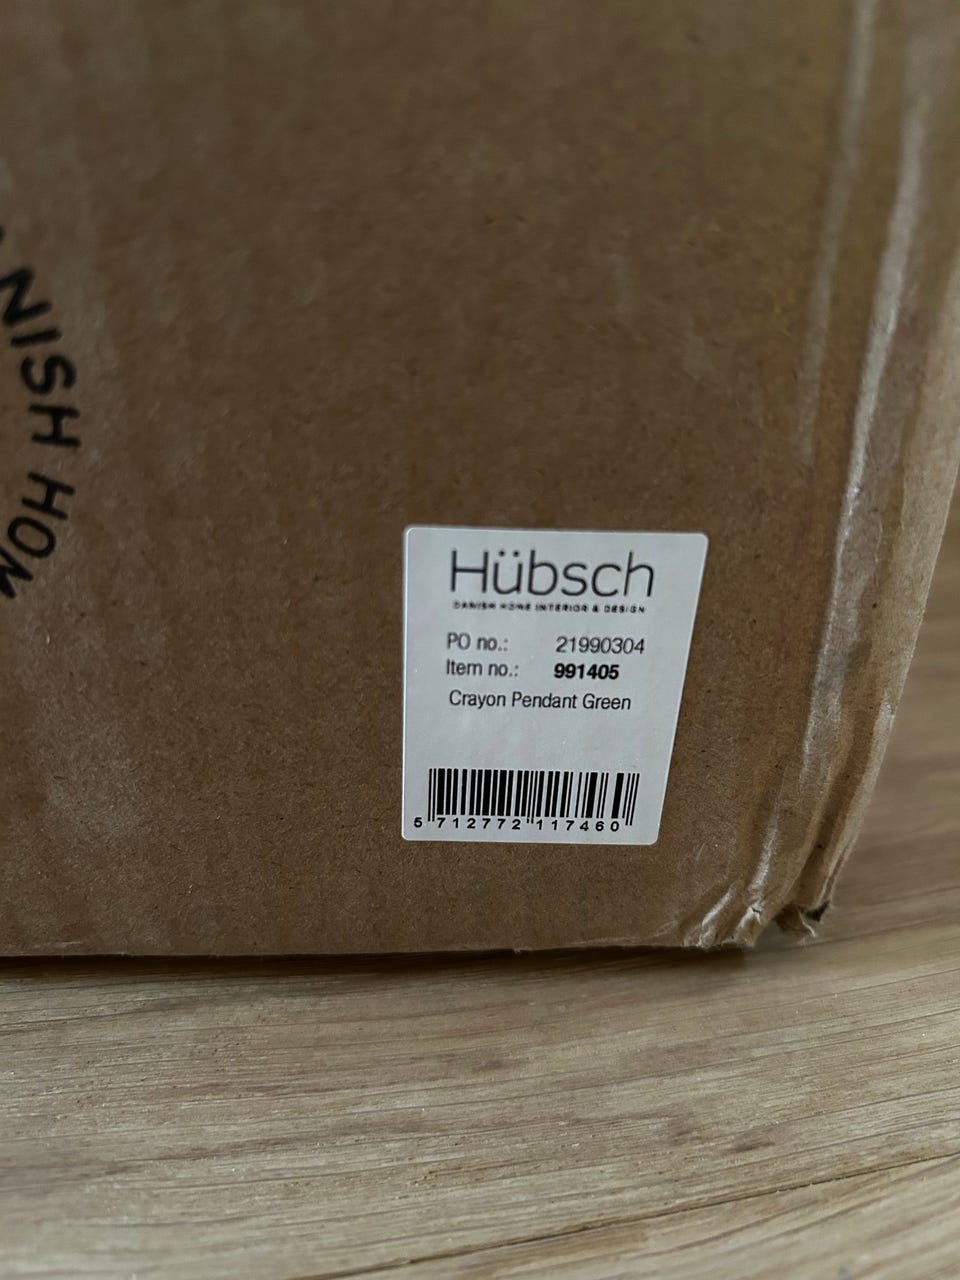 NISH HOM
Hübsch
DANISH HOME INTERIOR & DESIGN
PO no.: 21990304
Item no.: 991405
Crayon Pendant Green
5 712772 117460